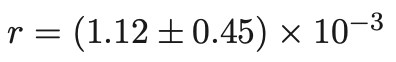 r = (1.12 ± 0.45) × 10⁻³